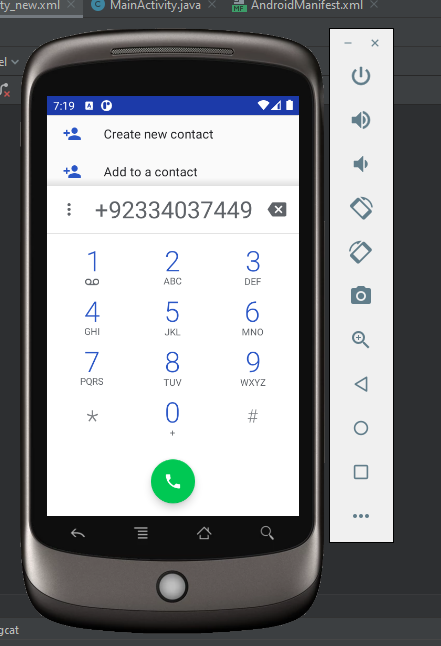 ty_new.xml MainActivity.java AndroidManifest.xml
el
7:19
Create new contact
Add to a contact
+92334037449
1 2 3
ABC DEF
4 5 6
GHI JKL MNO
7 8 9
PQRS TUV WXYZ
* 0 #
+
gcat